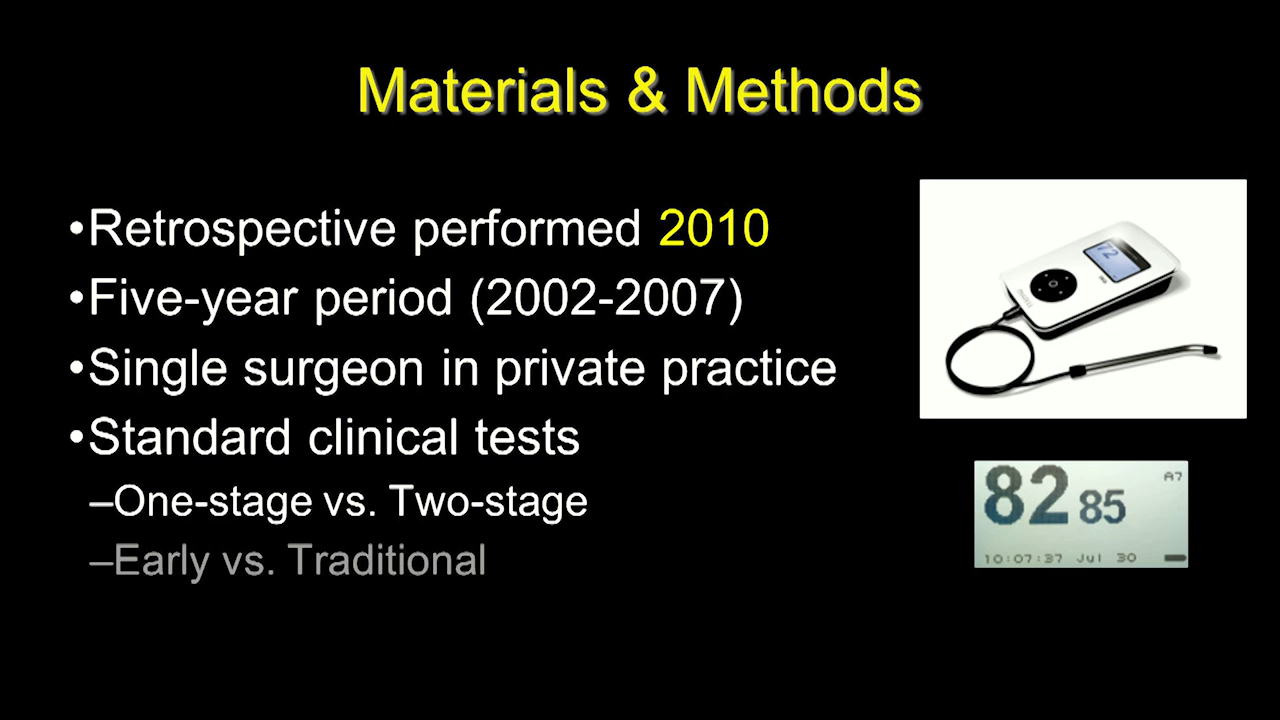 Materials & Methods
•Retrospective performed 2010
•Five-year period (2002-2007)
•Single surgeon in private practice
•Standard clinical tests
–One-stage vs. Two-stage
–Early vs. Traditional
72
A7
82 85
10:07:37 Jul 30